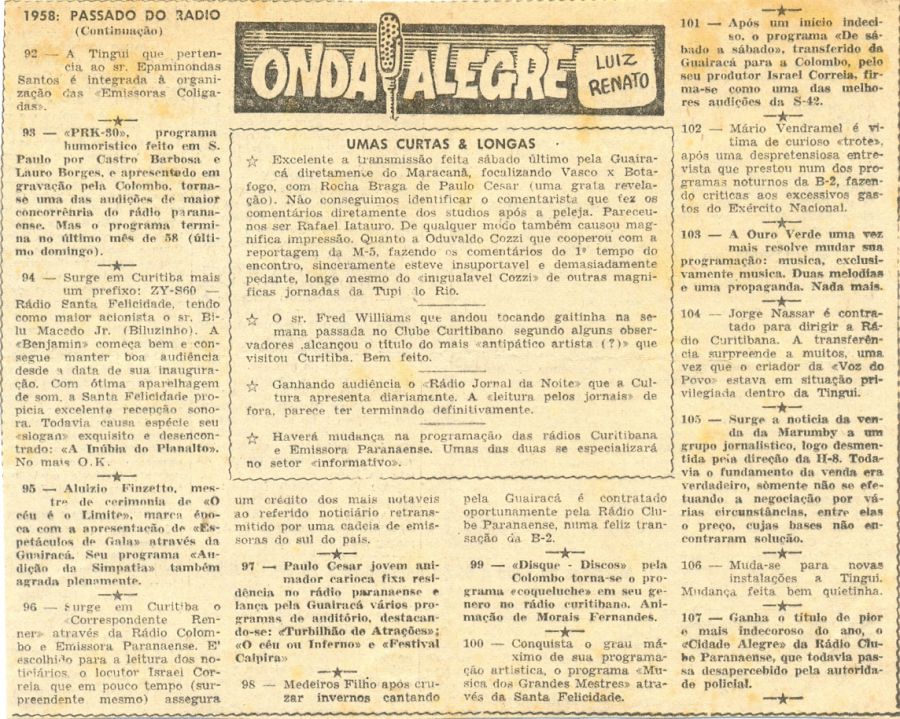 1958: PASSADO DO RADIO
(Continuação)
92 — A Tingui que perten-
cia ao sr. Epaminondas
Santos é integrada à organi-
zação das «Emissoras Coliga-
das».
93 — «PRK-30», programa
humoristico feito em S.
Paulo por Castro Barbosa e
Lauro Borges, e apresentado em
gravação pela Colombo, torna-
se uma das audições de maior
concorrênria do rádio parana-
ense. Mas o programa termi-
na no último mês de 58 (últi-
mo domingo).
94 — Surge em Curitiba mais
um prefixo: ZY-S60 —
Rádio Santa Felicidade, tendo
como maior acionista o sr. Bi-
lu Macedo Jr. (Biluzinho). A
«Benjamin» começa bem e con-
segue manter boa audiência
desde a data de sua inaugura-
ção. Com ótima aparelhagem
de som, a Santa Felicidade pro-
picia excelente recepção sono-
ra. Todavia causa espécie seu
«slogan» exquisito e desencon-
trado: «A Inúbia do Planalto».
No mais O.K.
95 — Aluizio Finzetto, mes-
tre de cerimonia de «O
céu é o Limite», marca épo-
ca com a apresentação de «Es-
petáculos de Gala» através da
Guairacá. Seu programa «Au-
dição da Simpatia» também
agrada plenamente.
96 — Surge em Curitiba o
«Correspondente Ren-
ner» através da Rádio Colom-
bo e Emissora Paranaense. E'
escolhido para a leitura dos no-
ticiários, o locutor Israel Cor-
reia, que em pouco tempo (sur-
preendente mesmo) assegura
ONDA ALEGRE
LUIZ
RENATO
UMAS CURTAS & LONGAS
☆ Excelente a transmissão feita sábado último pela Guaira-
cá diretamente do Maracanã, focalizando Vasco x Bota-
fogo, com Rocha Braga de Paulo Cesar (uma grata revela-
ção). Não conseguimos identificar o comentarista que fez os
comentários diretamente dos studios após a peleja. Pareceu-
nos ser Rafael Iatauro. De qualquer modo também causou mag-
nífica impressão. Quanto a Oduvaldo Cozzi que cooperou com a
reportagem da M-5, fazendo os comentários do 1º tempo do
encontro, sinceramente esteve insuportavel e demasiadamente
pedante, longe mesmo do «inigualavel Cozzi» de outras magni-
ficas jornadas da Tupi do Rio.
☆ O sr. Fred Williams que andou tocando gaitinha na se-
mana passada no Clube Curitibano segundo alguns obser-
vadores ,alcançou o título do mais «antipático artista (?)» que
visitou Curitiba. Bem feito.
☆ Ganhando audiência o «Rádio Jornal da Noite» que a Cul-
tura apresenta diariamente. A «leitura pelos jornais» de
fora, parece ter terminado definitivamente.
☆ Haverá mudança na programação das rádios Curitibana
e Emissora Paranaense. Umas das duas se especializará
no setor «informativo».
um crédito dos mais notaveis
ao referido noticiário retrans-
mitido por uma cadeia de emis-
soras do sul do país.
97 — Paulo Cesar jovem ani-
mador carioca fixa resi-
dência no rádio paranaense e
lança pela Guairacá vários pro-
gramas de auditório, destacan-
do-se: «Turbilhão de Atrações»;
«O céu ou Inferno» e «Festival
Caipira»
98 — Medeiros Filho após cru-
zar invernos cantando
pela Guairacá é contratado
oportunamente pela Rádio Clu-
be Paranaense, numa feliz tran-
sação da B-2.
99 — «Disque - Discos» pela
Colombo torna-se o pro-
grama «coqueluche» em seu ge-
nero no rádio curitibano. Ani-
mação de Morais Fernandes.
100 — Conquista o grau má-
ximo de sua programa-
ção artística, o programa «Mu-
sica dos Grandes Mestres» atra-
vés da Santa Felicidade.
101 — Após um início indeci-
so, o programa «De sá-
bado a sábado», transferido da
Guairacá para a Colombo, pelo
seu produtor Israel Correia, fir-
ma-se como uma das melho-
res audições da S-42.
102 — Mário Vendramel é ví-
tima de curioso «trote»,
após uma despretensiosa entre-
vista que prestou num dos pro-
gramas noturnos da B-2, fazen-
do criticas aos excessivos gas-
tos do Exército Nacional.
103 — A Ouro Verde uma vez
mais resolve mudar sua
programação: musica, exclusi-
vamente musica. Duas melodias
e uma propaganda. Nada mais.
104 — Jorge Nassar é contra-
tado para dirigir a Rá-
dio Curitibana. A transferên-
cia surpreende a muitos, uma
vez que o criador da «Voz do
Povo» estava em situação pri-
vilegiada dentro da Tingui.
105 — Surge a noticia da ven-
da da Marumby a um
grupo jornalistico, logo desmen-
tida pela direção da H-8. Toda-
via o fundamento da venda era
verdadeiro, sòmente não se efe-
tuando a negociação por vá-
rias circunstâncias, entre elas
o preço, cujas bases não en-
contraram solução.
106 — Muda-se para novas
instalações a Tingui.
Mudança feita bem quietinha.
107 — Ganha o título de pior
e mais indecoroso do ano, o
«Cidade Alegre» da Rádio Clu-
be Paranaense, que todavia pas-
sa desapercebido pela autorida-
de policial.